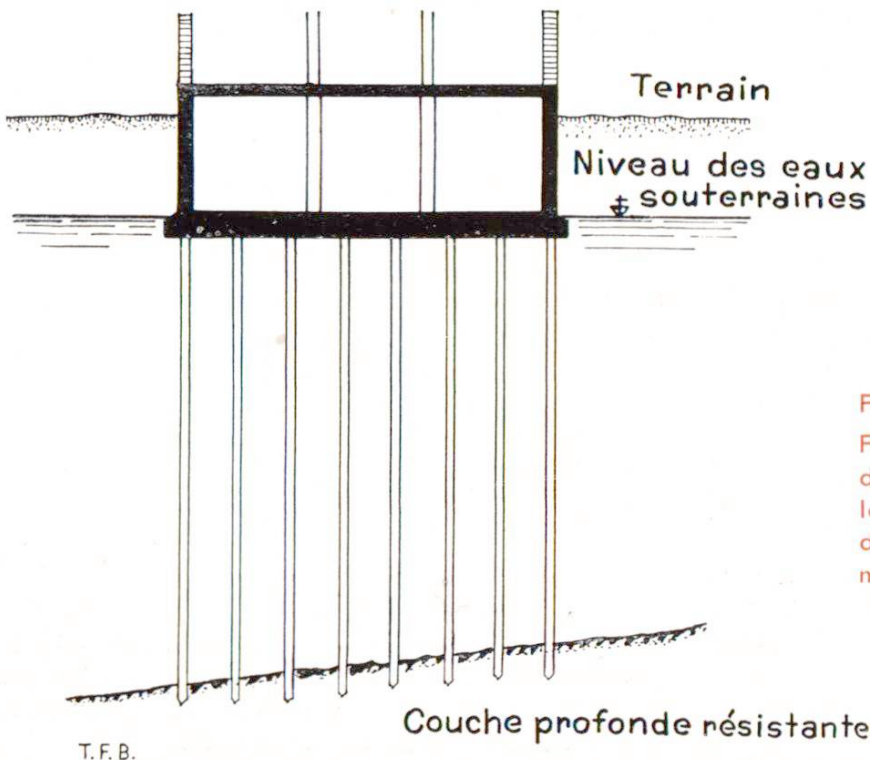 Terrain
Niveau des eaux
souterraines
F
F
d
l
d
m
Couche profonde résistante
T.F.B.